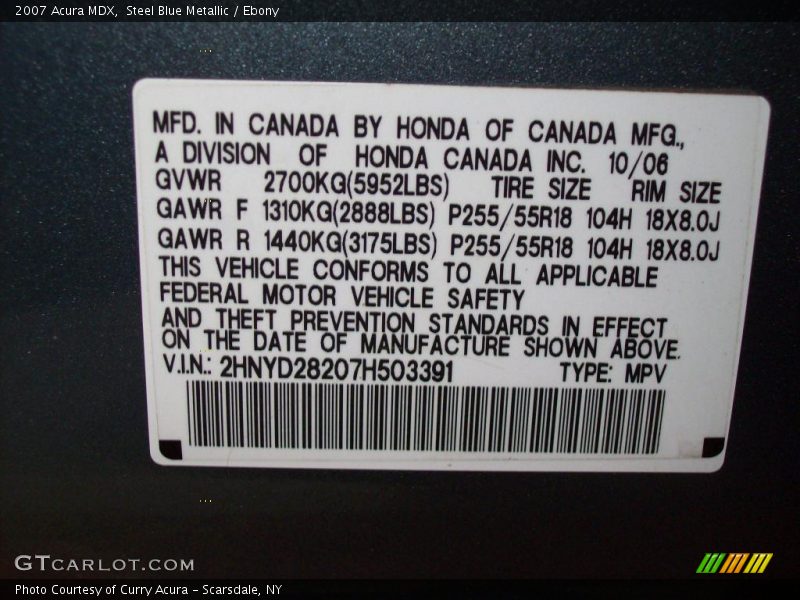 2007 Acura MDX,  Steel Blue Metallic / Ebony
MFD. IN CANADA BY HONDA OF CANADA MFG.,
A DIVISION OF HONDA CANADA INC. 10/06
GVWR 2700KG(5952LBS) TIRE SIZE RIM SIZE
GAWR F 1310KG(2888LBS) P255/55R18 104H 18X8.0J
GAWR R 1440KG(3175LBS) P255/55R18 104H 18X8.0J
THIS VEHICLE CONFORMS TO ALL APPLICABLE
FEDERAL MOTOR VEHICLE SAFETY
AND THEFT PREVENTION STANDARDS IN EFFECT
ON THE DATE OF MANUFACTURE SHOWN ABOVE.
V.I.N.: 2HNYD28207H503391 TYPE: MPV
GTCARLOT.COM
Photo Courtesy of Curry Acura - Scarsdale, NY